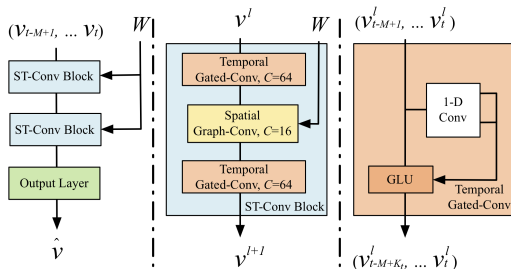 (v_{t-M+1}, ... v_t)
W
ST-Conv Block
ST-Conv Block
Output Layer
v̂
v^l
W
Temporal
Gated-Conv, C=64
Spatial
Graph-Conv, C=16
Temporal
Gated-Conv, C=64
ST-Conv Block
v^{l+1}
(v^l_{t-M+1}, ... v^l_t)
1-D
Conv
GLU
Temporal
Gated-Conv
(v^l_{t-M+K_t}, ... v^l_t)